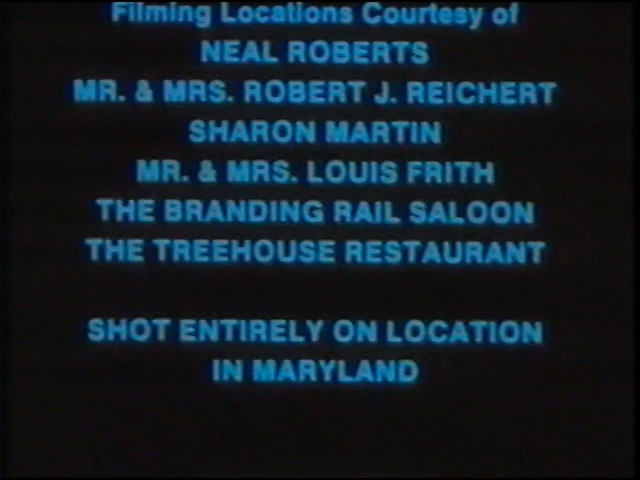 Filming Locations Courtesy of
NEAL ROBERTS
MR. & MRS. ROBERT J. REICHERT
SHARON MARTIN
MR. & MRS. LOUIS FRITH
THE BRANDING RAIL SALOON
THE TREEHOUSE RESTAURANT
SHOT ENTIRELY ON LOCATION
IN MARYLAND